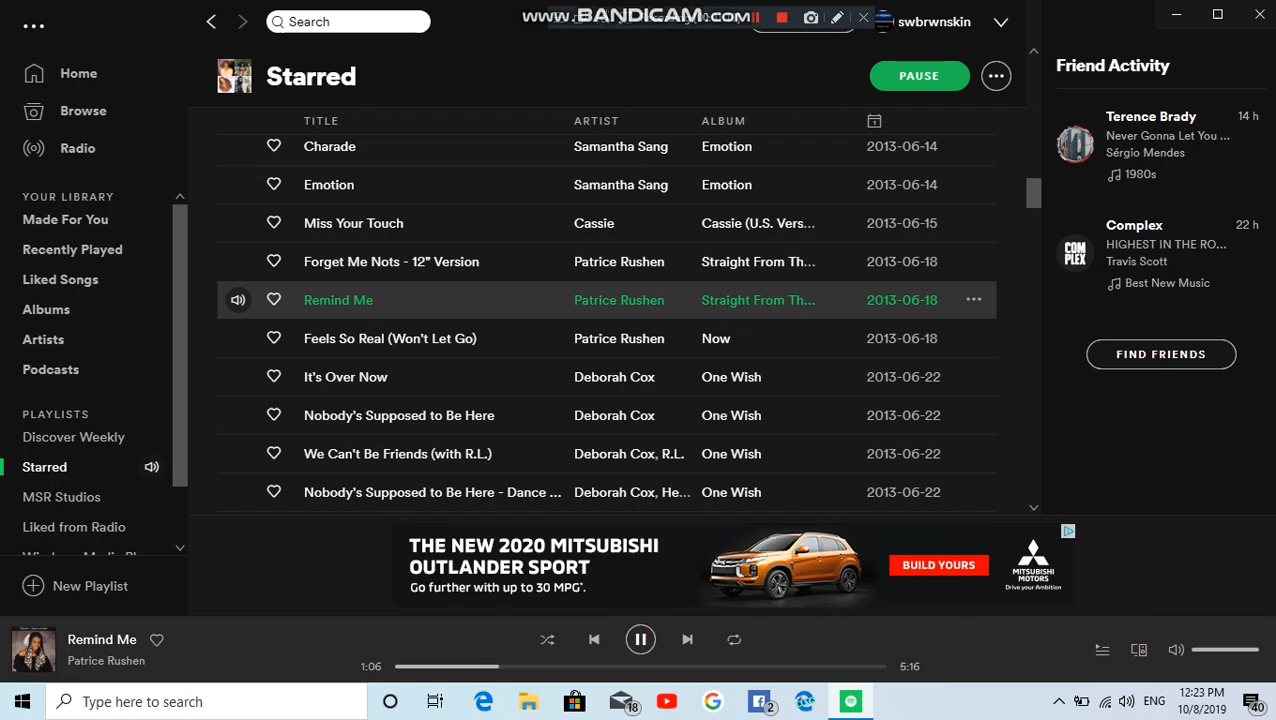 Search
www.BANDICAM.com
swbrwnskin
Home
Browse
Radio
YOUR LIBRARY
Made For You
Recently Played
Liked Songs
Albums
Artists
Podcasts
PLAYLISTS
Discover Weekly
Starred
MSR Studios
Liked from Radio
New Playlist
Starred
PAUSE
TITLE ARTIST ALBUM
Charade Samantha Sang Emotion 2013-06-14
Emotion Samantha Sang Emotion 2013-06-14
Miss Your Touch Cassie Cassie (U.S. Vers... 2013-06-15
Forget Me Nots - 12" Version Patrice Rushen Straight From Th... 2013-06-18
Remind Me Patrice Rushen Straight From Th... 2013-06-18
Feels So Real (Won't Let Go) Patrice Rushen Now 2013-06-18
It's Over Now Deborah Cox One Wish 2013-06-22
Nobody's Supposed to Be Here Deborah Cox One Wish 2013-06-22
We Can't Be Friends (with R.L.) Deborah Cox, R.L. One Wish 2013-06-22
Nobody's Supposed to Be Here - Dance ... Deborah Cox, He... One Wish 2013-06-22
Friend Activity
Terence Brady 14 h
Never Gonna Let You ...
Sérgio Mendes
1980s
Complex 22 h
HIGHEST IN THE RO...
Travis Scott
Best New Music
COM
PLEX
FIND FRIENDS
THE NEW 2020 MITSUBISHI
OUTLANDER SPORT
Go further with up to 30 MPG*.
BUILD YOURS
MITSUBISHI
MOTORS
Drive your Ambition
Remind Me
Patrice Rushen
1:06
5:16
Type here to search
18
2
ENG
12:23 PM
10/8/2019
40